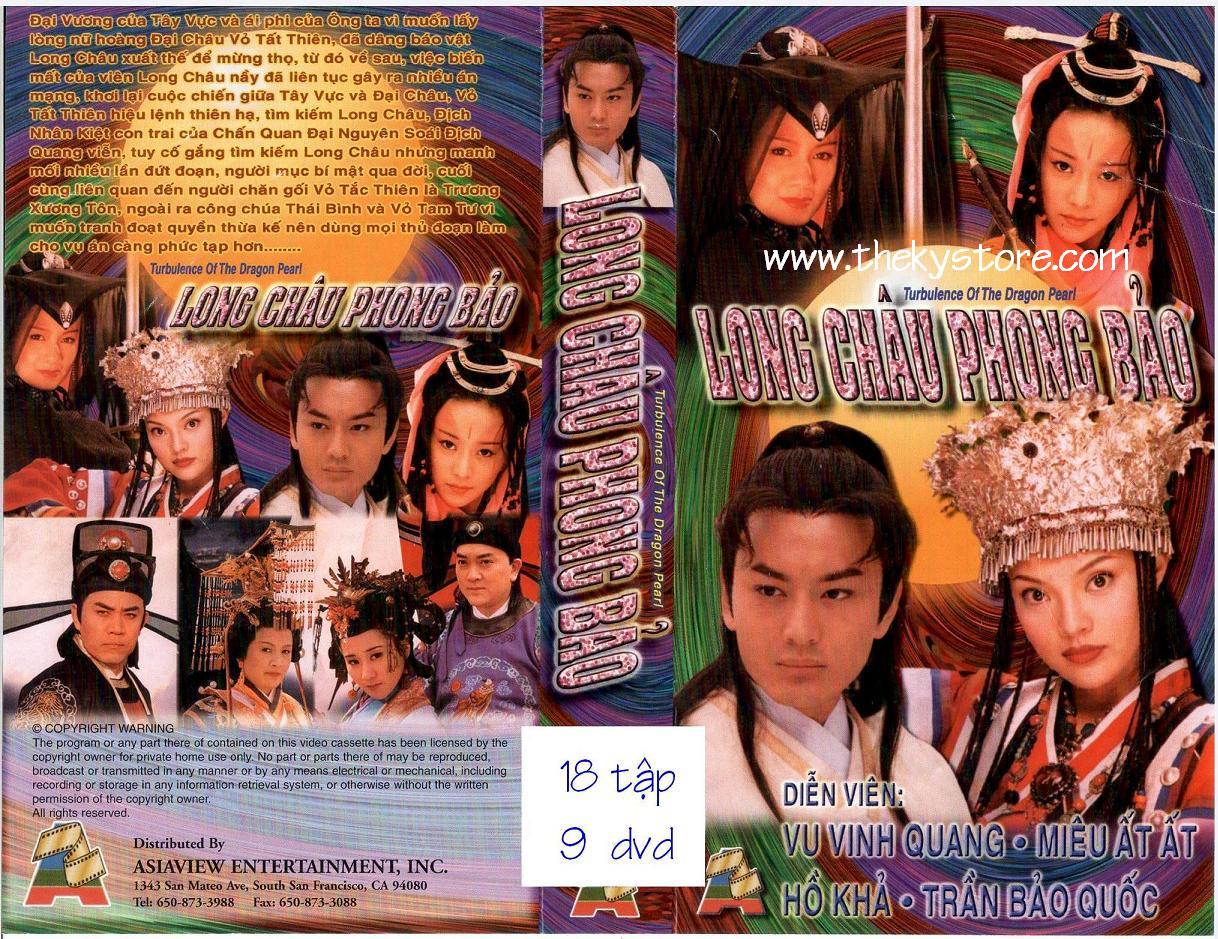 Đại Vương của Tây Vực và ái phi của Ông ta vì muốn lấy
lòng nữ hoàng Đại Châu Vỏ Tất Thiên, đã dâng báo vật
Long Châu xuất thế để mừng thọ, từ đó về sau, việc biến
mất của viên Long Châu nầy đã liên tục gây ra nhiều án
mạng, khơi lại cuộc chiến giữa Tây Vực và Đại Châu, Vỏ
Tất Thiên hiệu lệnh thiên hạ, tìm kiếm Long Châu, Địch
Nhân Kiệt con trai của Chấn Quan Đại Nguyên Soái Địch
Quang viễn, tuy cố gắng tìm kiếm Long Châu nhưng manh
mối nhiều lần đứt đoạn, người mục bí mật qua đời, cuối
cùng liên quan đến người chăn gối Vỏ Tắc Thiên là Trương
Xương Tôn, ngoài ra công chúa Thái Bình và Vỏ Tam Tư vì
muốn tranh đoạt quyền thừa kế nên dùng mọi thủ đoạn làm
cho vụ án càng phức tạp hơn........
Turbulence Of The Dragon Pearl
LONG CHÂU PHONG BẢO
© COPYRIGHT WARNING
The program or any part there of contained on this video cassette has been licensed by the
copyright owner for private home use only. No part or parts there of may be reproduced,
broadcast or transmitted in any manner or by any means electrical or mechanical, including
recording or storage in any information retrieval system, or otherwise without the written
permission of the copyright owner.
All rights reserved.
Distributed By
ASIAVIEW ENTERTAINMENT, INC.
1343 San Mateo Ave, South San Francisco, CA 94080
Tel: 650-873-3988 Fax: 650-873-3088
LONG CHÂU PHONG BẢO
Turbulence Of The Dragon Pearl
18 tập
9 dvd
www.thekystore.com
Turbulence Of The Dragon Pearl
LONG CHÂU PHONG BẢO
DIỄN VIÊN:
VU VINH QUANG • MIÊU ẤT ẤT
HỒ KHẢ • TRẦN BẢO QUỐC